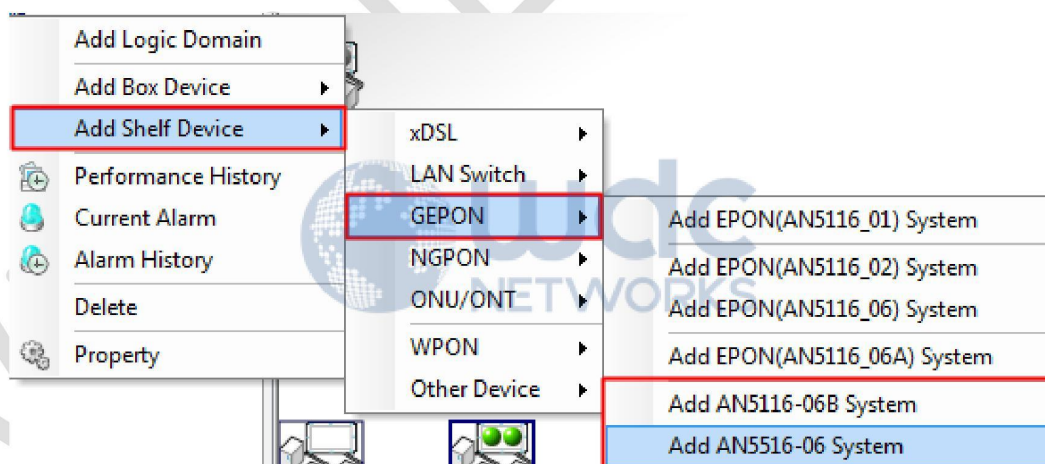 Add Logic Domain
Add Box Device
Add Shelf Device
Performance History
Current Alarm
Alarm History
Delete
Property
xDSL
LAN Switch
GEPON
NGPON
ONU/ONT
WPON
Other Device
Add EPON(AN5116_01) System
Add EPON(AN5116_02) System
Add EPON(AN5116_06) System
Add EPON(AN5116_06A) System
Add AN5116-06B System
Add AN5516-06 System
wdc
NETWORKS